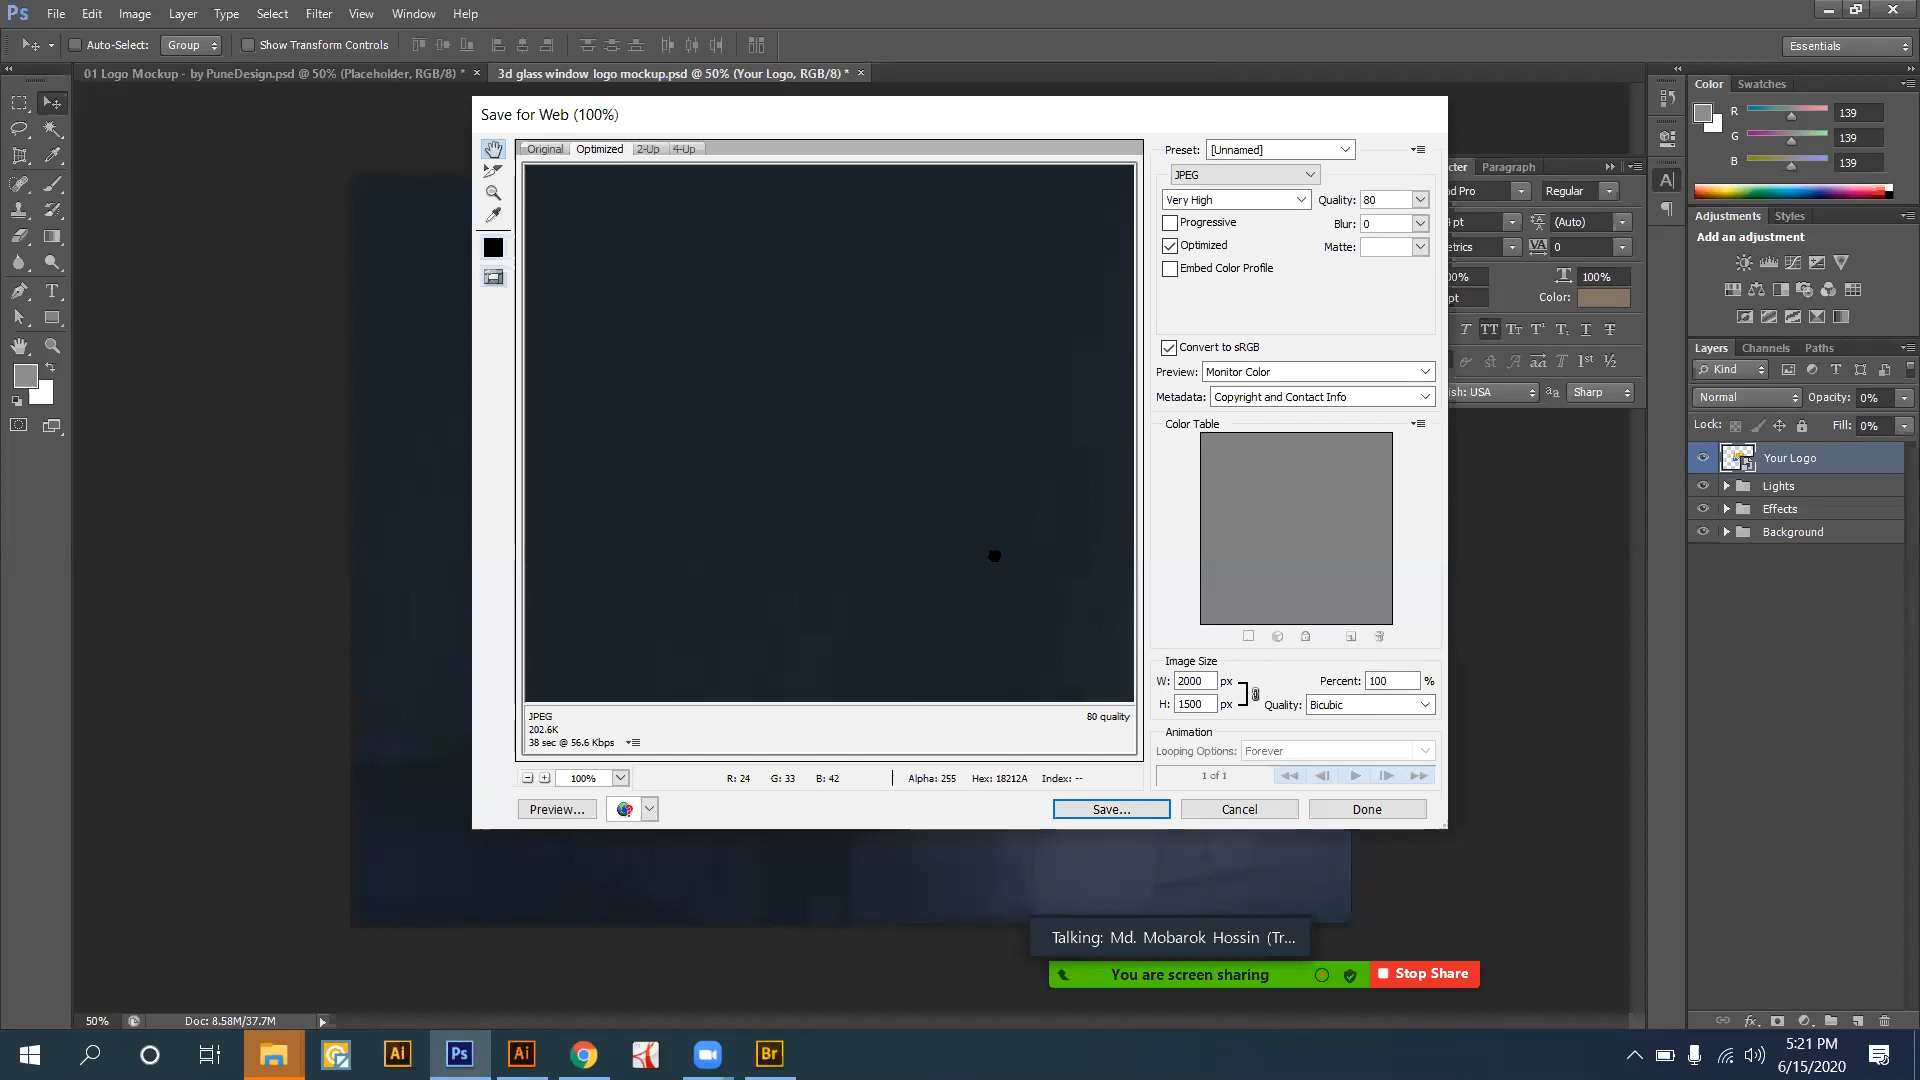 Ps File Edit Image Layer Type Select Filter View Window Help
Auto-Select: Group Show Transform Controls Essentials
01 Logo Mockup - by PuneDesign.psd @ 50% (Placeholder, RGB/8) * × 3d glass window logo mockup.psd @ 50% (Your Logo, RGB/8) * ×
Save for Web (100%)
Original Optimized 2-Up 4-Up
Preset: [Unnamed]
JPEG
Very High Quality: 80
Progressive Blur: 0
Optimized Matte:
Embed Color Profile
Convert to sRGB
Preview: Monitor Color
Metadata: Copyright and Contact Info
Color Table
Image Size
W: 2000 px Percent: 100 %
H: 1500 px Quality: Bicubic
Animation
Looping Options: Forever
1 of 1
JPEG 80 quality
202.6K
38 sec @ 56.6 Kbps
100% R: 24 G: 33 B: 42 Alpha: 255 Hex: 18212A Index: --
Preview... Save... Cancel Done
Paragraph
Regular
(Auto)
0
100%
Color:
Sharp
Color Swatches
R 139
G 139
B 139
Adjustments Styles
Add an adjustment
Layers Channels Paths
Kind
Normal Opacity: 0%
Lock: Fill: 0%
Your Logo
Lights
Effects
Background
Talking: Md. Mobarok Hossin (Tr...
You are screen sharing Stop Share
50% Doc: 8.58M/37.7M
Ai Ps Ai Br
5:21 PM
6/15/2020